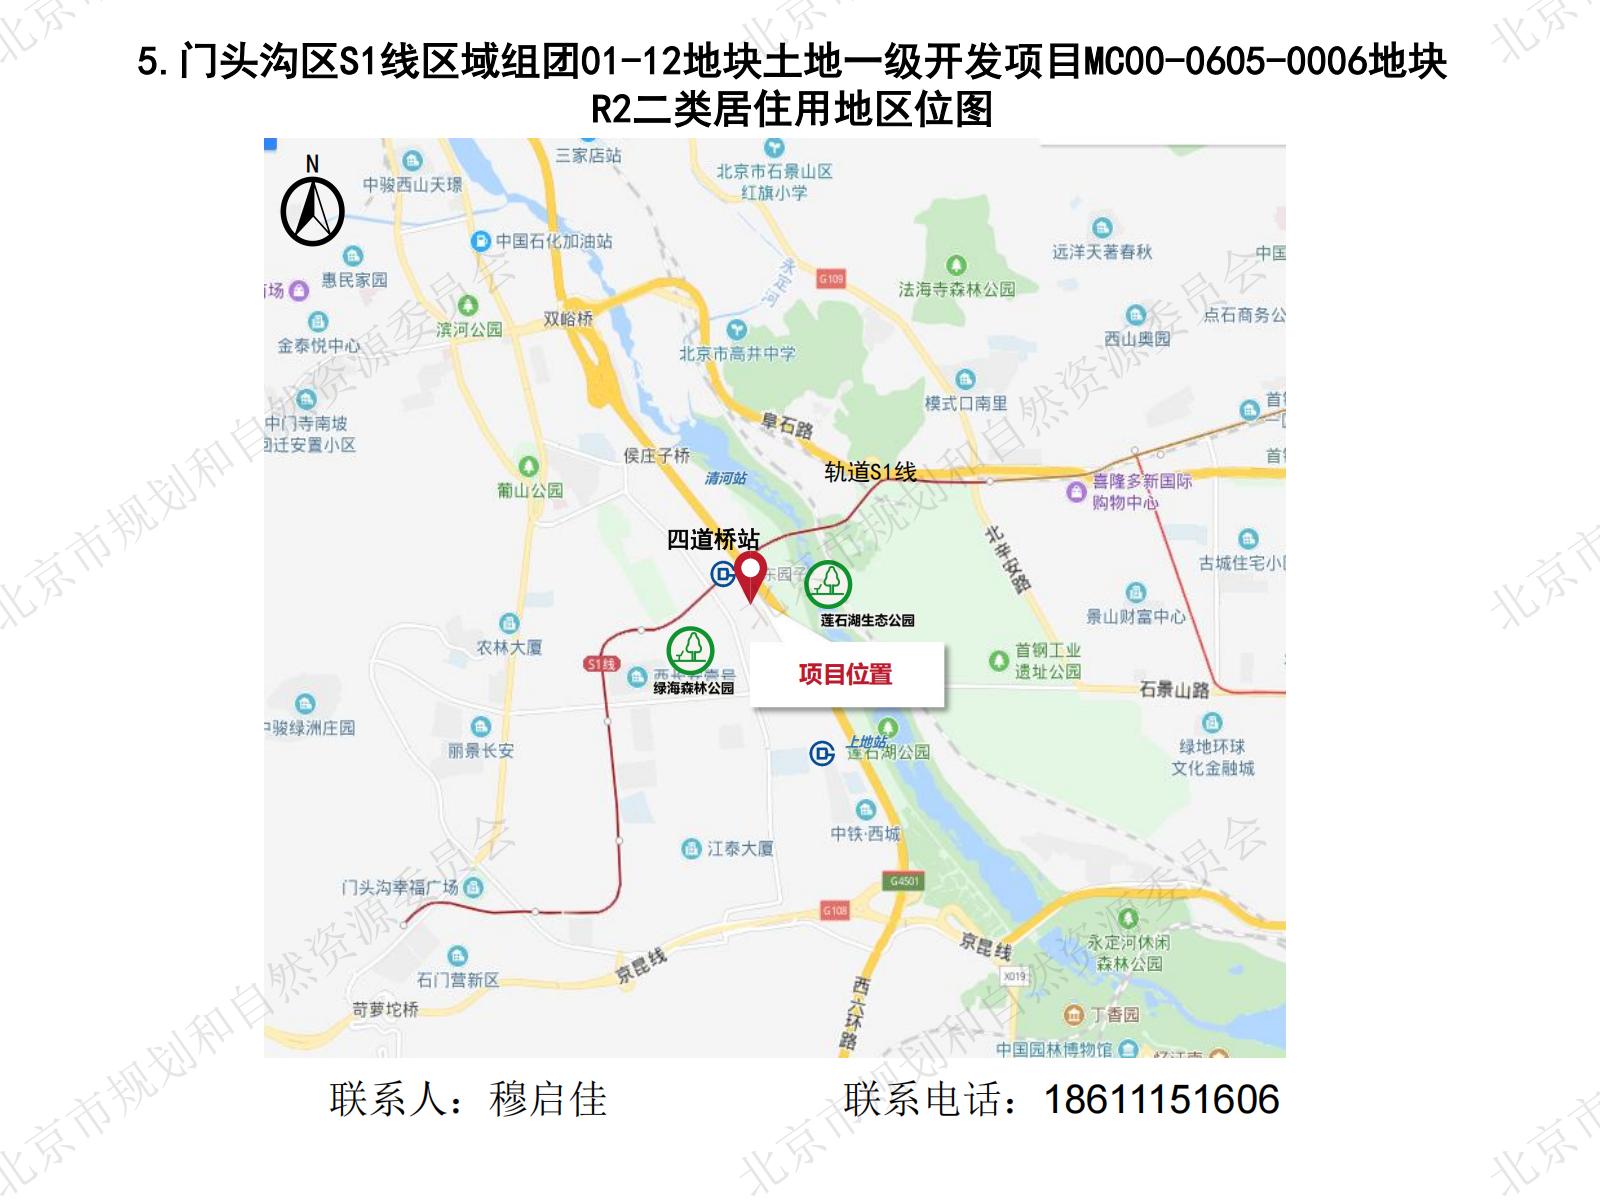 5.门头沟区S1线区域组团01-12地块土地一级开发项目MC00-0605-0006地块
R2二类居住用地区位图
N
三家店站
中骏西山天璟
北京市石景山区
红旗小学
中国石化加油站
远洋天著春秋
中国
惠民家园
永定河
G109
法海寺森林公园
市场
滨河公园
双峪桥
金泰悦中心
北京市高井中学
西山奥园
点石商务公
模式口南里
首钢
中门寺南坡
回迁安置小区
阜石路
侯庄子桥
清河站
轨道S1线
首钢
葡山公园
喜隆多新国际
购物中心
四道桥站
北辛安路
古城住宅小区
东园子
莲石湖生态公园
景山财富中心
农林大厦
S1线
绿海森林公园
项目位置
首钢工业
遗址公园
石景山路
中骏绿洲庄园
丽景长安
上地站
莲石湖公园
绿地环球
文化金融城
中铁·西城
江泰大厦
G4501
门头沟幸福广场
G108
京昆线
京昆线
永定河休闲
森林公园
X019
石门营新区
苛萝坨桥
西六环路
丁香园
中国园林博物馆
联系人：穆启佳
联系电话：18611151606
北京市规划和自然资源委员会